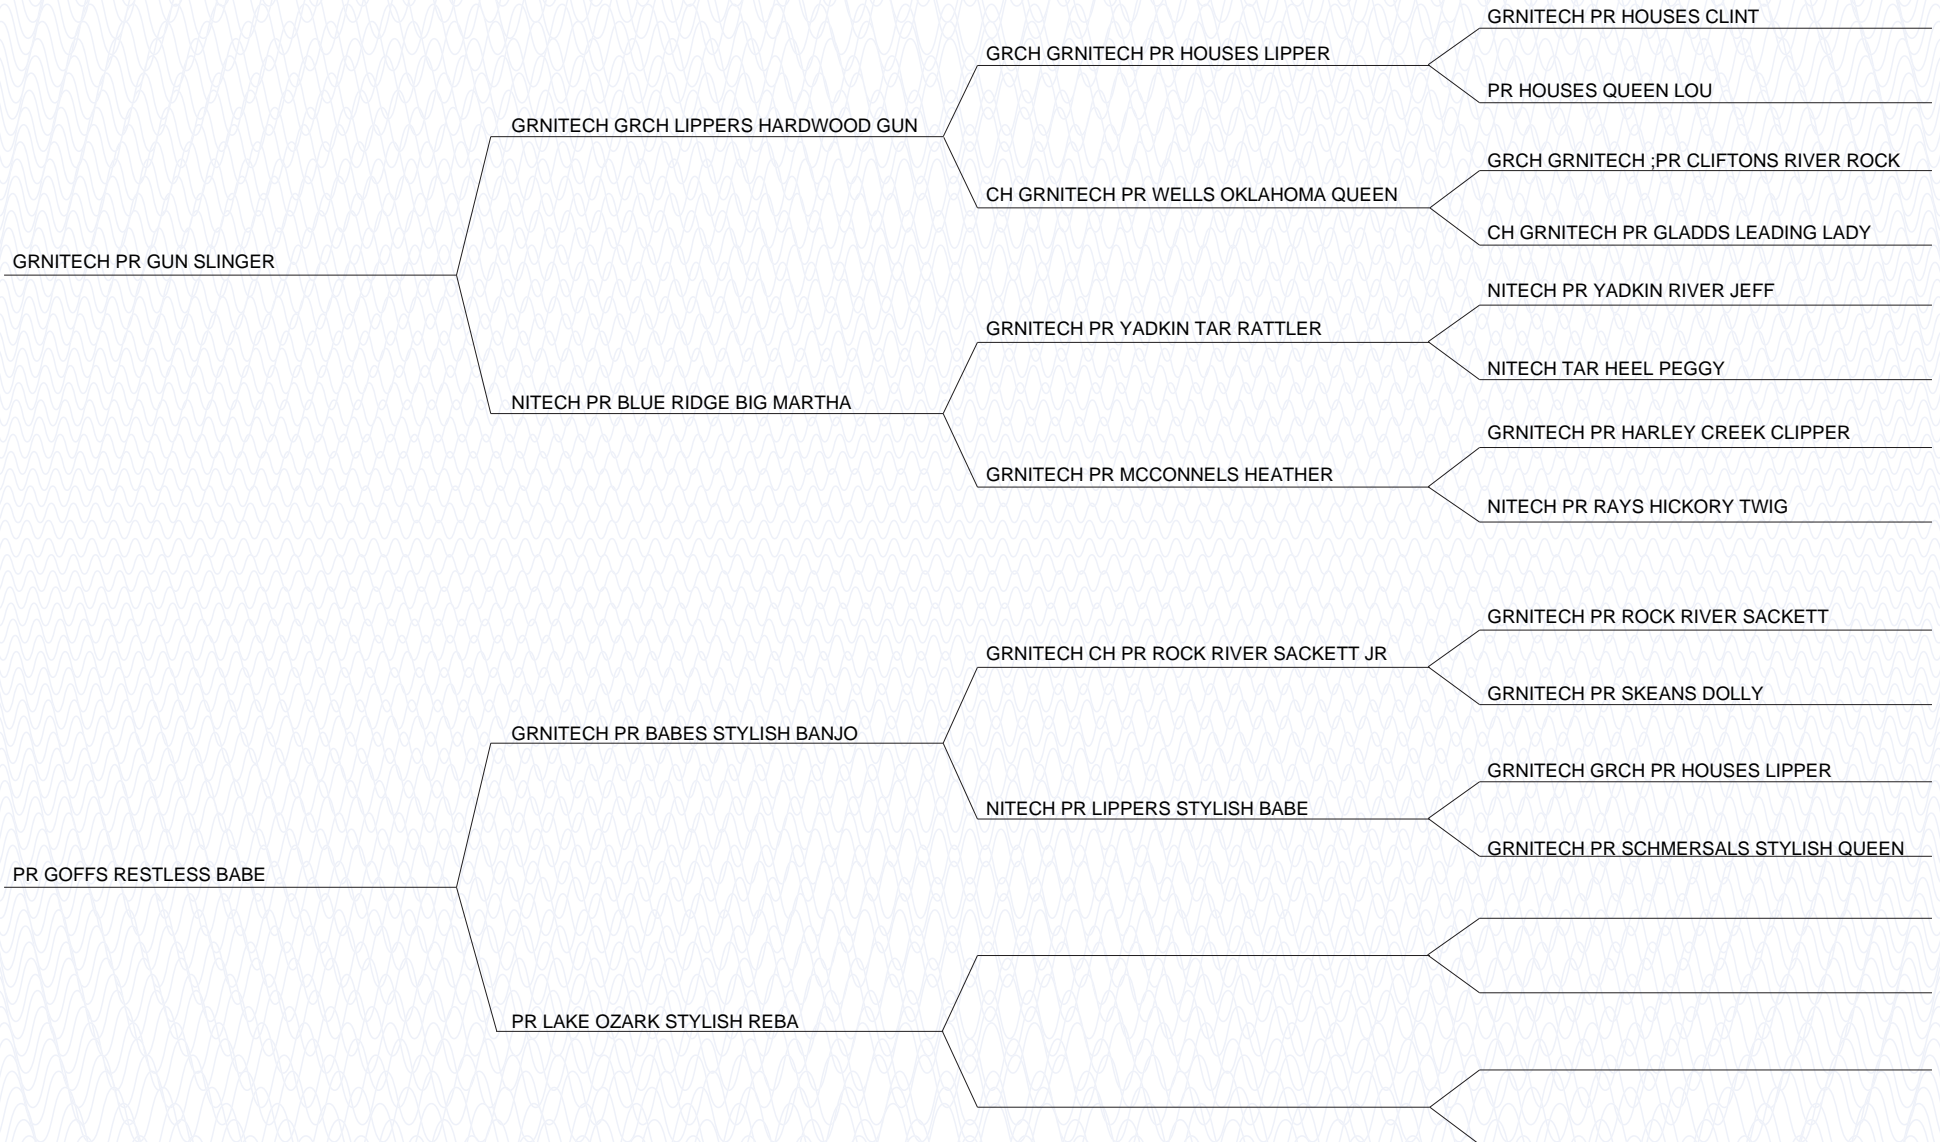 GRNITECH PR HOUSES CLINT
GRCH GRNITECH PR HOUSES LIPPER
PR HOUSES QUEEN LOU
GRNITECH GRCH LIPPERS HARDWOOD GUN
GRCH GRNITECH ;PR CLIFTONS RIVER ROCK
CH GRNITECH PR WELLS OKLAHOMA QUEEN
CH GRNITECH PR GLADDS LEADING LADY
GRNITECH PR GUN SLINGER
NITECH PR YADKIN RIVER JEFF
GRNITECH PR YADKIN TAR RATTLER
NITECH TAR HEEL PEGGY
NITECH PR BLUE RIDGE BIG MARTHA
GRNITECH PR HARLEY CREEK CLIPPER
GRNITECH PR MCCONNELS HEATHER
NITECH PR RAYS HICKORY TWIG
GRNITECH PR ROCK RIVER SACKETT
GRNITECH CH PR ROCK RIVER SACKETT JR
GRNITECH PR SKEANS DOLLY
GRNITECH PR BABES STYLISH BANJO
GRNITECH GRCH PR HOUSES LIPPER
NITECH PR LIPPERS STYLISH BABE
GRNITECH PR SCHMERSALS STYLISH QUEEN
PR GOFFS RESTLESS BABE
PR LAKE OZARK STYLISH REBA